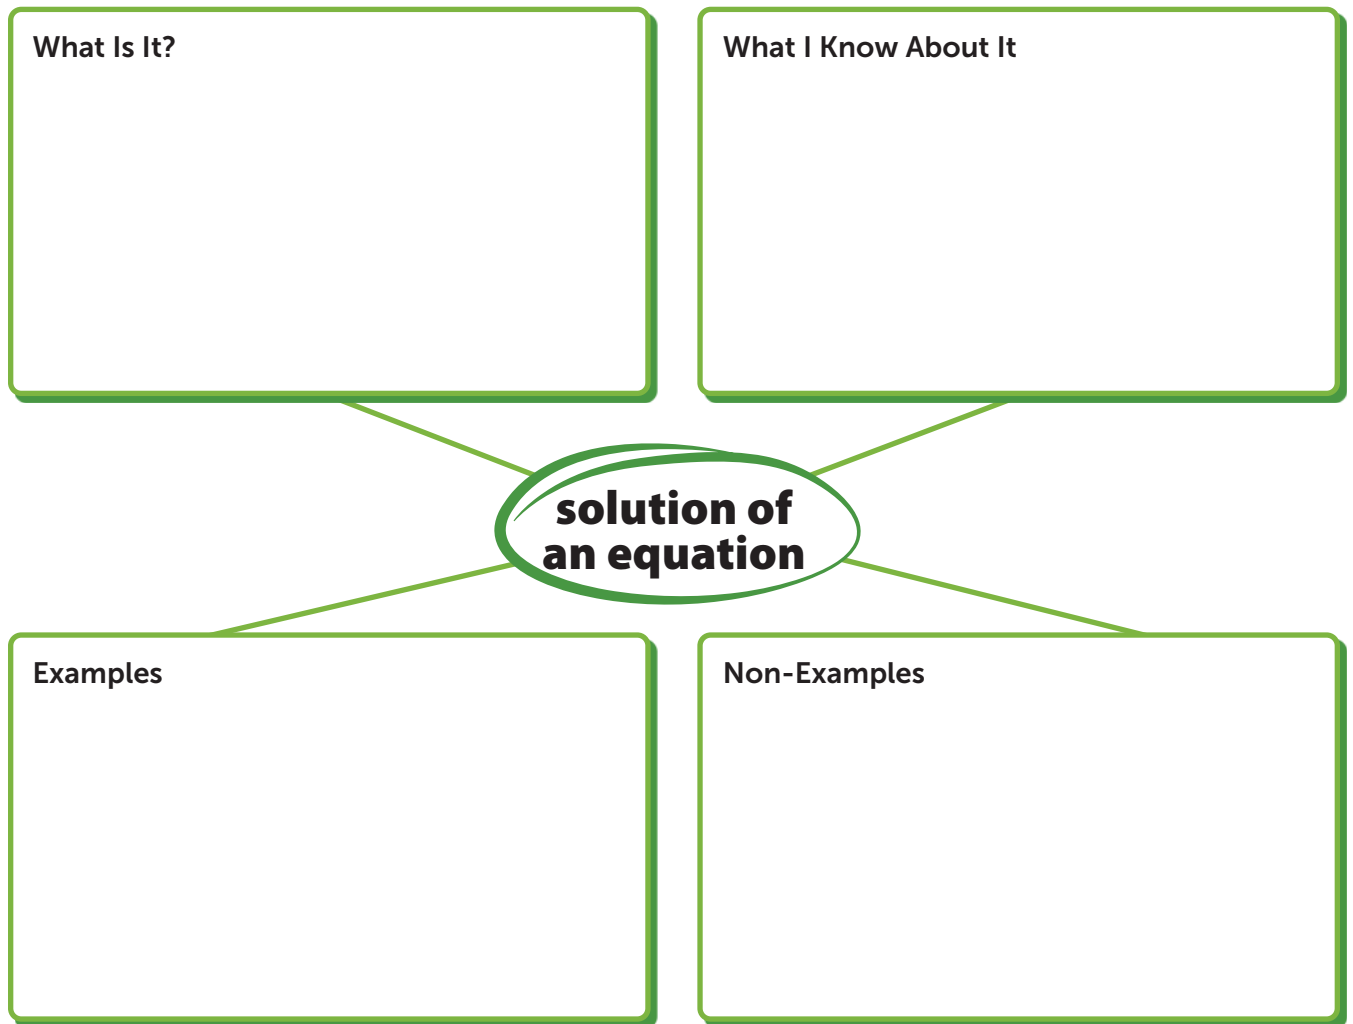 What Is It?
What I Know About It
solution of
an equation
Examples
Non-Examples